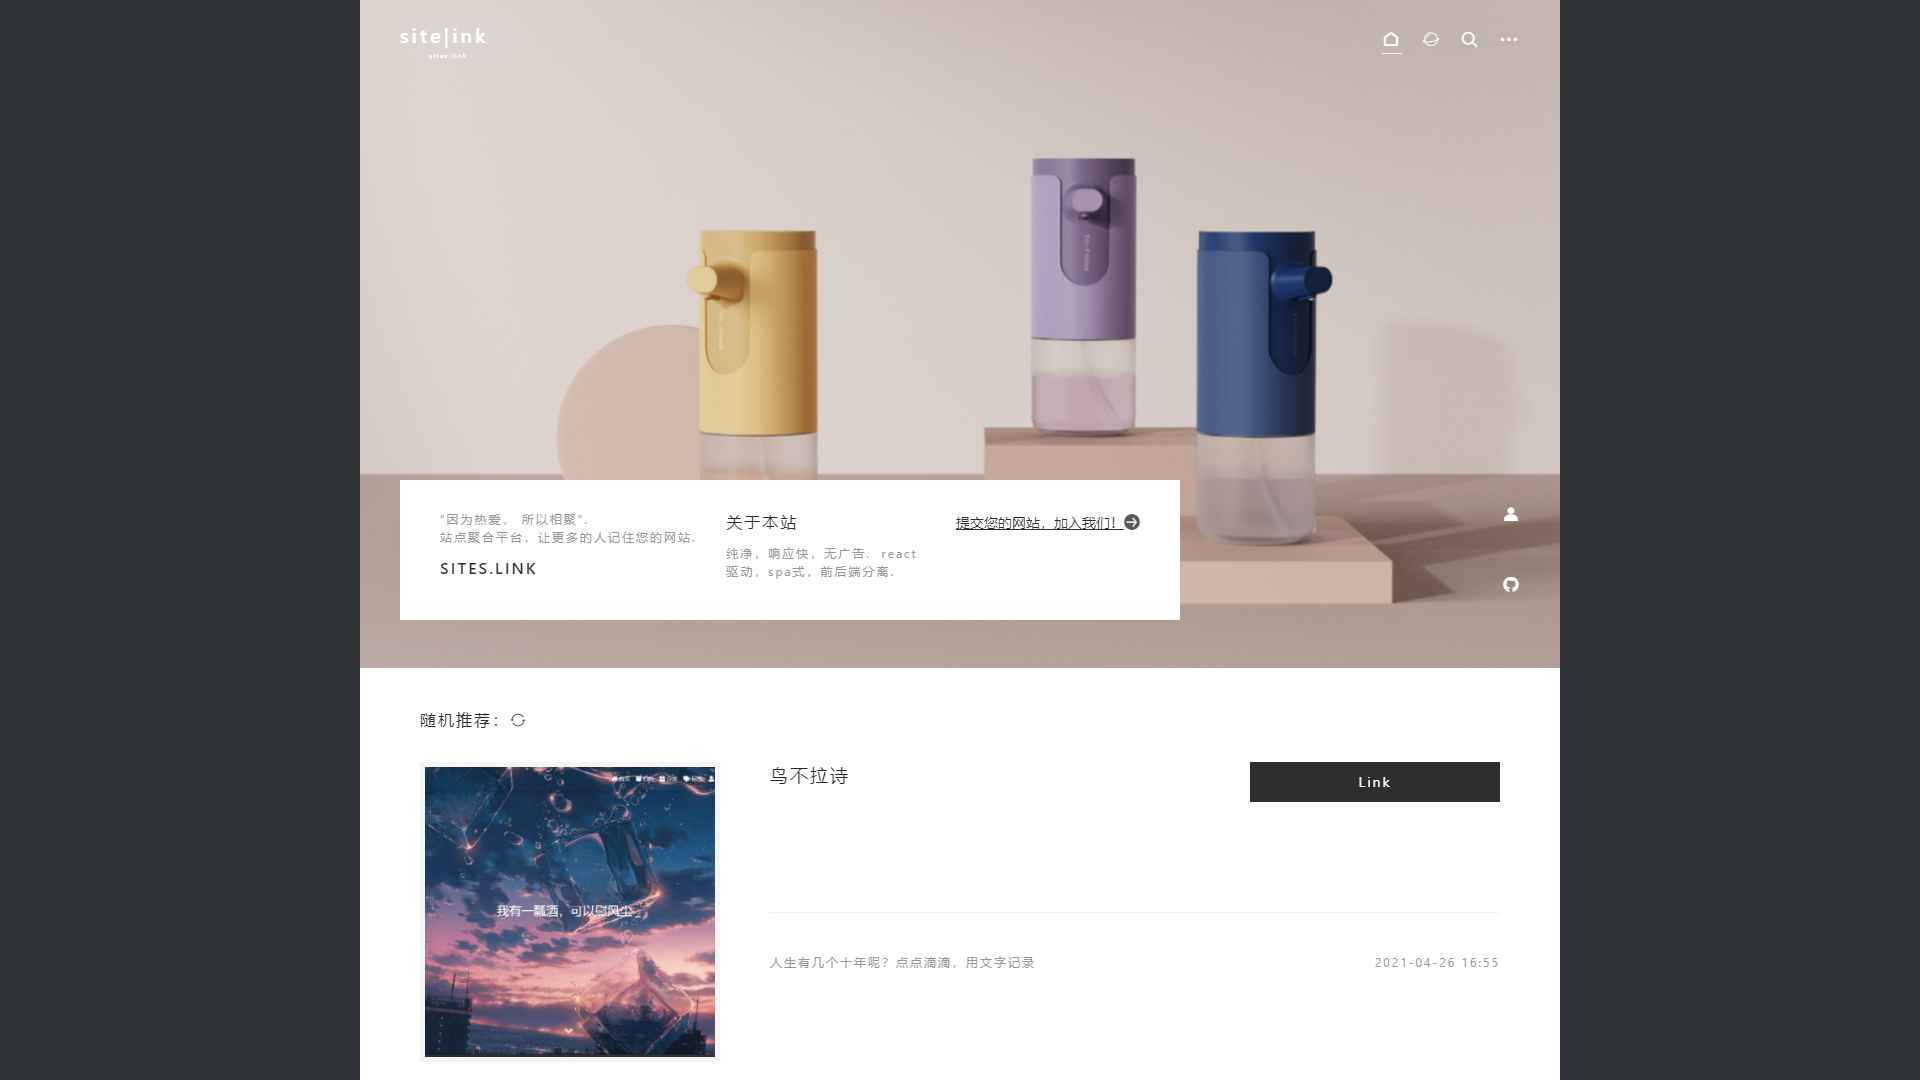 site|ink
sites link
"因为热爱， 所以相聚".
站点聚合平台，让更多的人记住您的网站.
SITES.LINK
关于本站
纯净，响应快，无广告．react
驱动，spa式，前后端分离．
提交您的网站，加入我们！
随机推荐：
我有一瓢酒，可以慰风尘
鸟不拉诗
Link
人生有几个十年呢？点点滴滴，用文字记录
2021-04-26 16:55